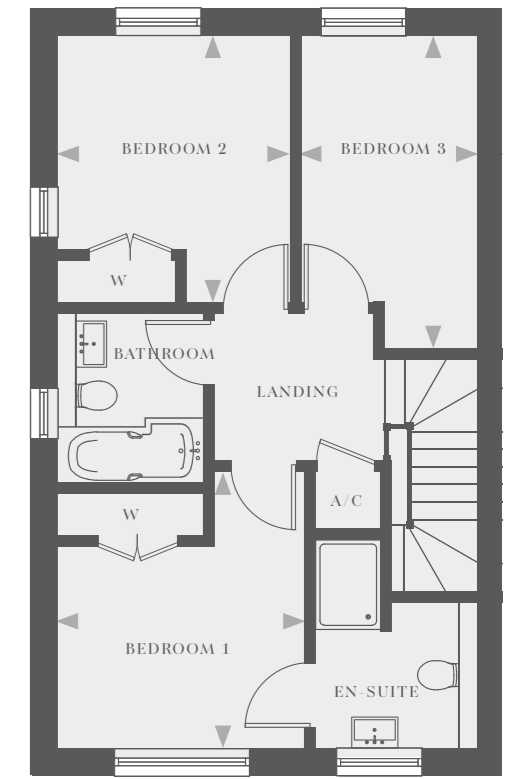 BEDROOM 2
BEDROOM 3
W
BATHROOM
LANDING
A/C
W
BEDROOM 1
EN-SUITE